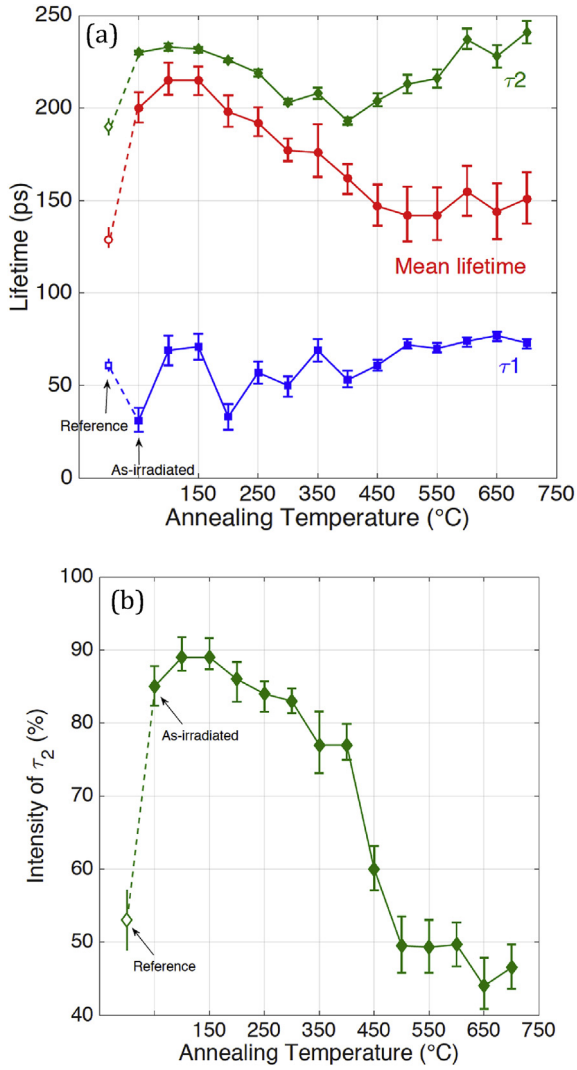 (a)
250
200
150
100
50
0
Lifetime (ps)
τ2
Mean lifetime
τ1
Reference
As-irradiated
150 250 350 450 550 650 750
Annealing Temperature (°C)
(b)
100
90
80
70
60
50
40
Intensity of τ2 (%)
As-irradiated
Reference
150 250 350 450 550 650 750
Annealing Temperature (°C)